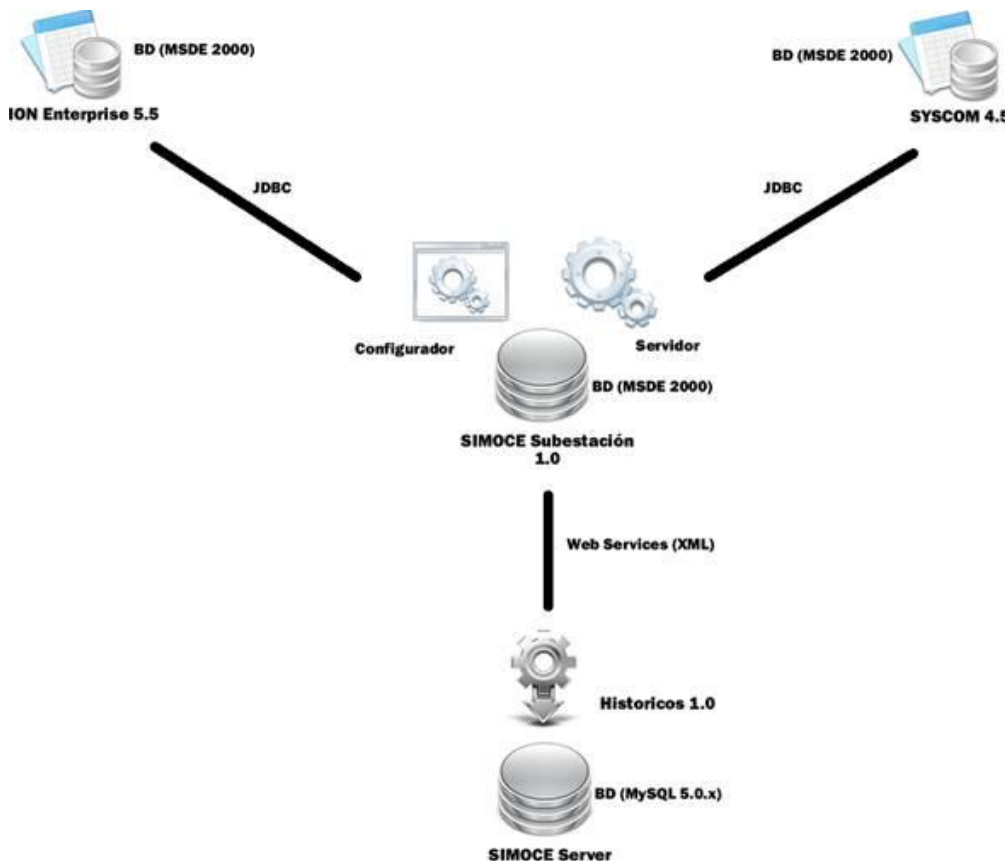 BD (MSDE 2000)
ION Enterprise 5.5
BD (MSDE 2000)
SYSCOM 4.5
JDBC
JDBC
Configurador
Servidor
BD (MSDE 2000)
SIMOCE Subestación
1.0
Web Services (XML)
Historicos 1.0
BD (MySQL 5.0.x)
SIMOCE Server